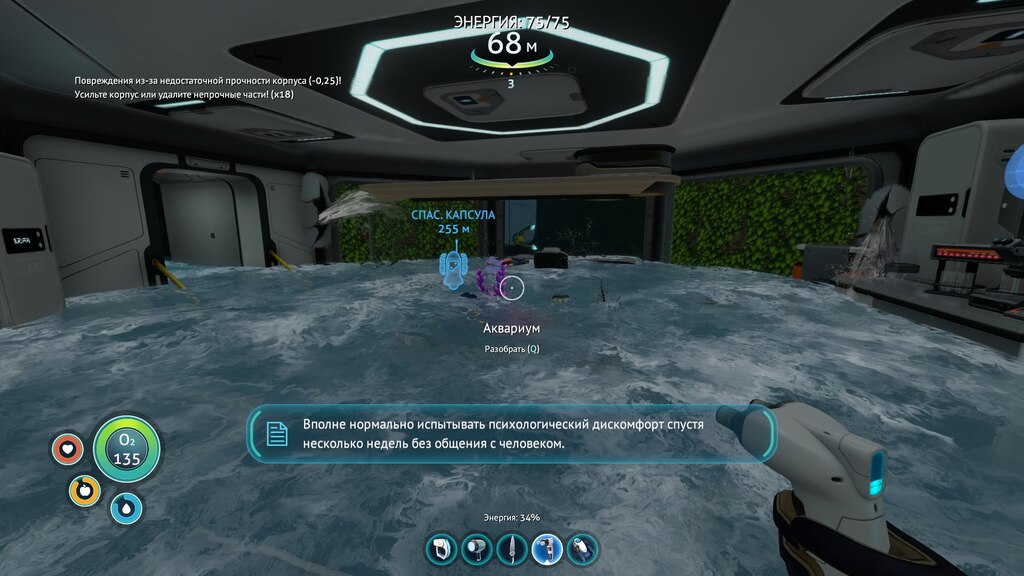 ЭНЕРГИЯ: 75/75
68 м
3
Повреждения из-за недостаточной прочности корпуса (-0,25)!
Усильте корпус или удалите непрочные части! (x18)
СПАС. КАПСУЛА
255 м
Аквариум
Разобрать (Q)
Вполне нормально испытывать психологический дискомфорт спустя
несколько недель без общения с человеком.
O₂
135
Энергия: 34%